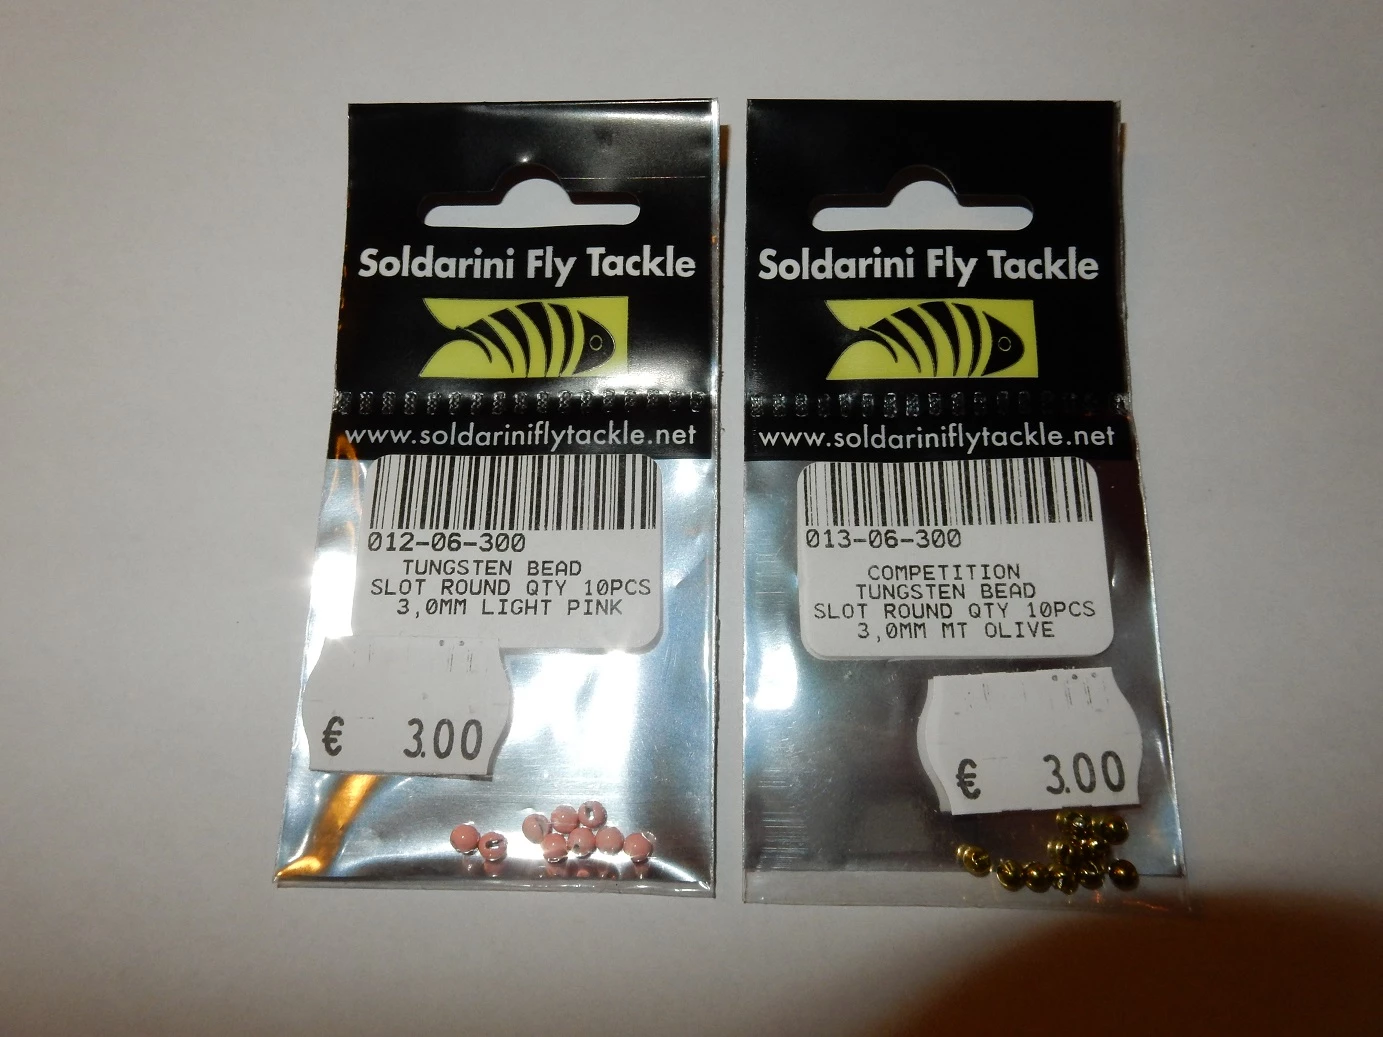 Soldarini Fly Tackle
www.soldariniflytackle.net
012-06-300
TUNGSTEN BEAD
SLOT ROUND QTY 10PCS
3,0MM LIGHT PINK
€ 3.00
Soldarini Fly Tackle
www.soldariniflytackle.net
013-06-300
COMPETITION
TUNGSTEN BEAD
SLOT ROUND QTY 10PCS
3,0MM MT OLIVE
€ 3.00